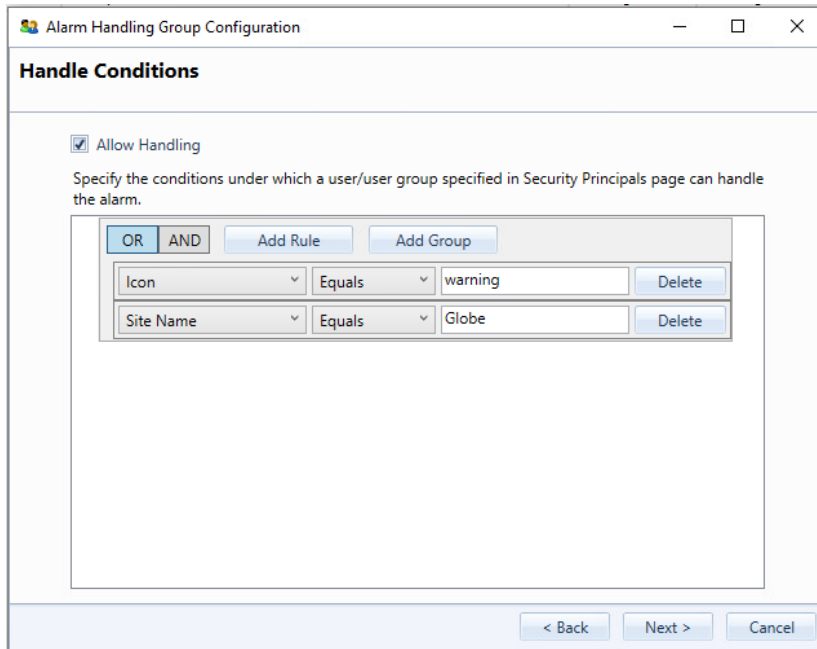 Alarm Handling Group Configuration
Handle Conditions
Allow Handling
Specify the conditions under which a user/user group specified in Security Principals page can handle
the alarm.
OR AND Add Rule Add Group
Icon Equals warning Delete
Site Name Equals Globe Delete
< Back Next > Cancel